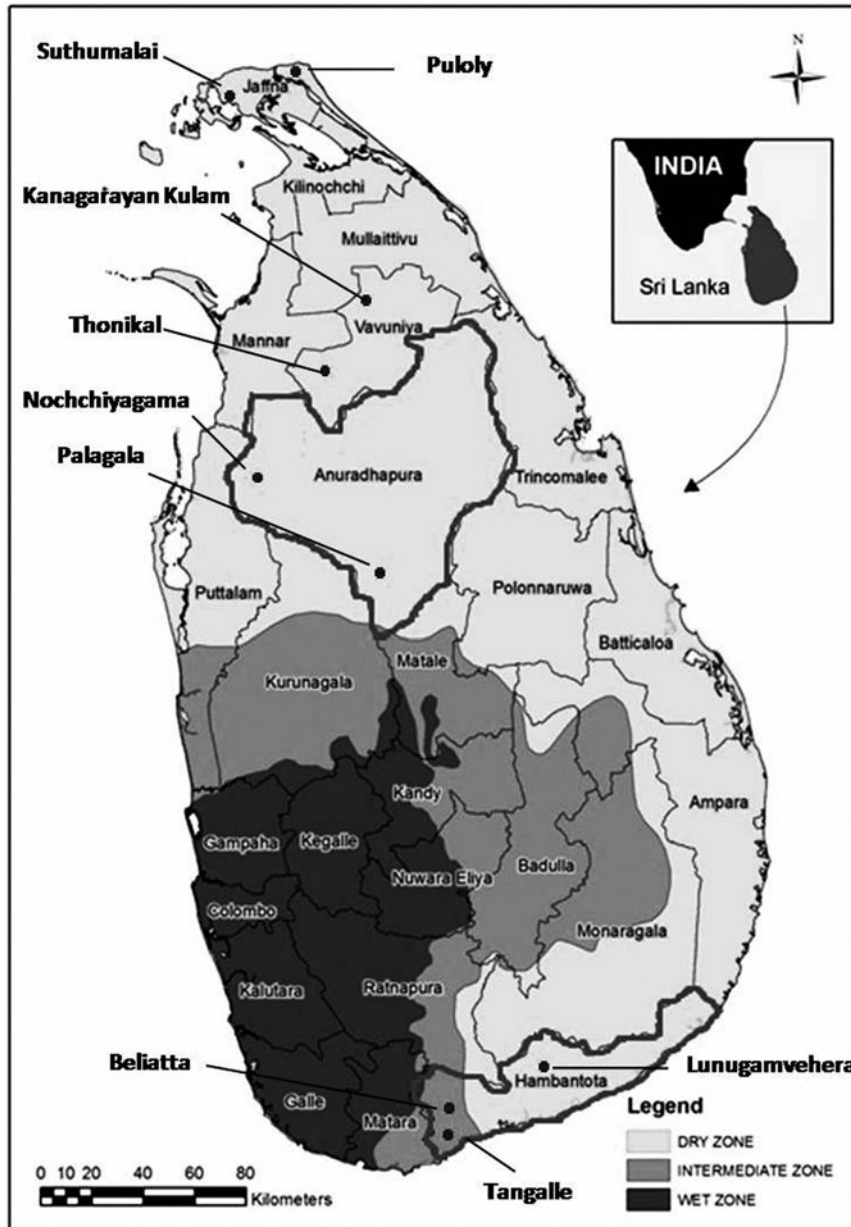 N
Suthumalai
Pukoly
Jaffna
INDIA
Sri Lanka
Kilinochchi
Kanagarayan Kulam
Mullaittivu
Thonikal
Vavuniya
Mannar
Nochchiyagama
Palagala
Anuradhapura
Trincomalee
Puttalam
Polonnaruwa
Batticaloa
Matale
Kurunagala
Kandy
Ampara
Gampaha
Kegalle
Nuwara Eliya
Badulla
Colombo
Monaragala
Kalutara
Ratnapura
Beliatta
Lunugamvehera
Hambantota
Galle
Matara
Tangalle
Legend
DRY ZONE
INTERMEDIATE ZONE
WET ZONE
0 10 20 40 60 80
Kilometers